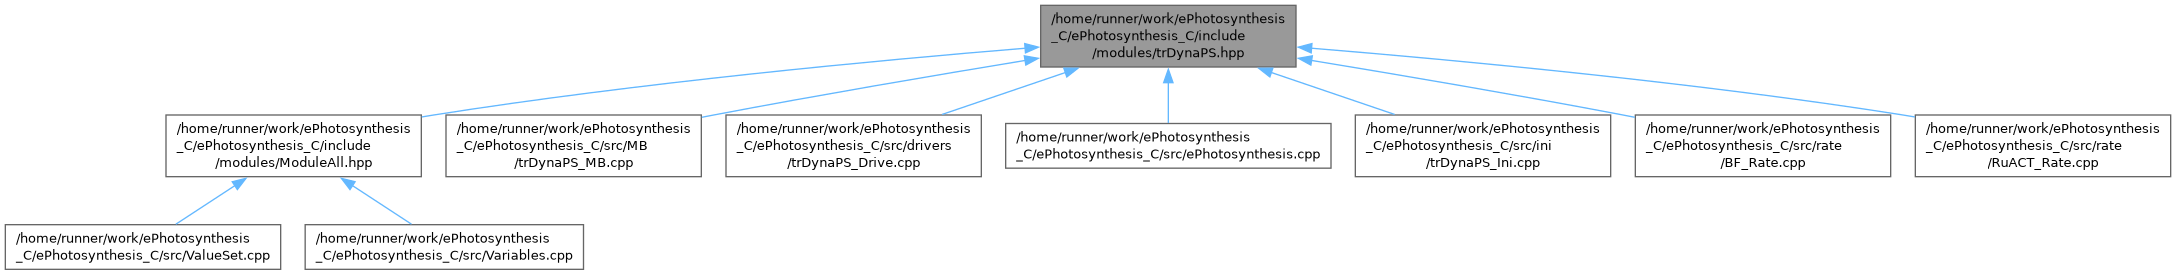 /home/runner/work/ePhotosynthesis
_C/ePhotosynthesis_C/include
/modules/trDynaPS.hpp
/home/runner/work/ePhotosynthesis
_C/ePhotosynthesis_C/include
/modules/ModuleAll.hpp
/home/runner/work/ePhotosynthesis
_C/ePhotosynthesis_C/src/MB
/trDynaPS_MB.cpp
/home/runner/work/ePhotosynthesis
_C/ePhotosynthesis_C/src/drivers
/trDynaPS_Drive.cpp
/home/runner/work/ePhotosynthesis
_C/ePhotosynthesis_C/src/ePhotosynthesis.cpp
/home/runner/work/ePhotosynthesis
_C/ePhotosynthesis_C/src/ini
/trDynaPS_Ini.cpp
/home/runner/work/ePhotosynthesis
_C/ePhotosynthesis_C/src/rate
/BF_Rate.cpp
/home/runner/work/ePhotosynthesis
_C/ePhotosynthesis_C/src/rate
/RuACT_Rate.cpp
/home/runner/work/ePhotosynthesis
_C/ePhotosynthesis_C/src/ValueSet.cpp
/home/runner/work/ePhotosynthesis
_C/ePhotosynthesis_C/src/Variables.cpp